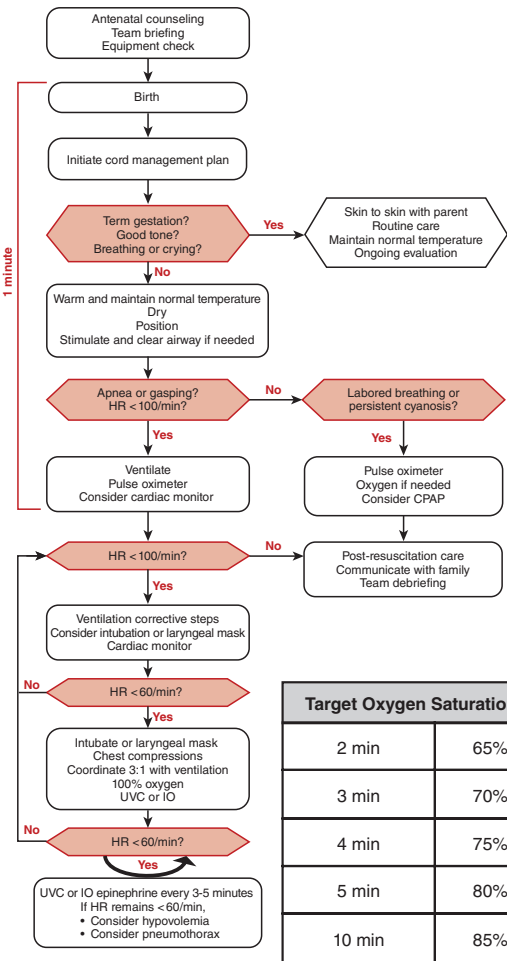 Antenatal counseling
Team briefing
Equipment check
Birth
Initiate cord management plan
1 minute
Term gestation?
Good tone?
Breathing or crying?
Yes
Skin to skin with parent
Routine care
Maintain normal temperature
Ongoing evaluation
No
Warm and maintain normal temperature
Dry
Position
Stimulate and clear airway if needed
Apnea or gasping?
HR <100/min?
No
Labored breathing or
persistent cyanosis?
Yes
Yes
Ventilate
Pulse oximeter
Consider cardiac monitor
Pulse oximeter
Oxygen if needed
Consider CPAP
HR <100/min?
No
Post-resuscitation care
Communicate with family
Team debriefing
Yes
Ventilation corrective steps
Consider intubation or laryngeal mask
Cardiac monitor
No
HR <60/min?
Yes
Intubate or laryngeal mask
Chest compressions
Coordinate 3:1 with ventilation
100% oxygen
UVC or IO
No
HR <60/min?
Yes
UVC or IO epinephrine every 3-5 minutes
If HR remains <60/min,
• Consider hypovolemia
• Consider pneumothorax
Target Oxygen
2 min 65%
3 min 70%
4 min 75%
5 min 80%
10 min 85%